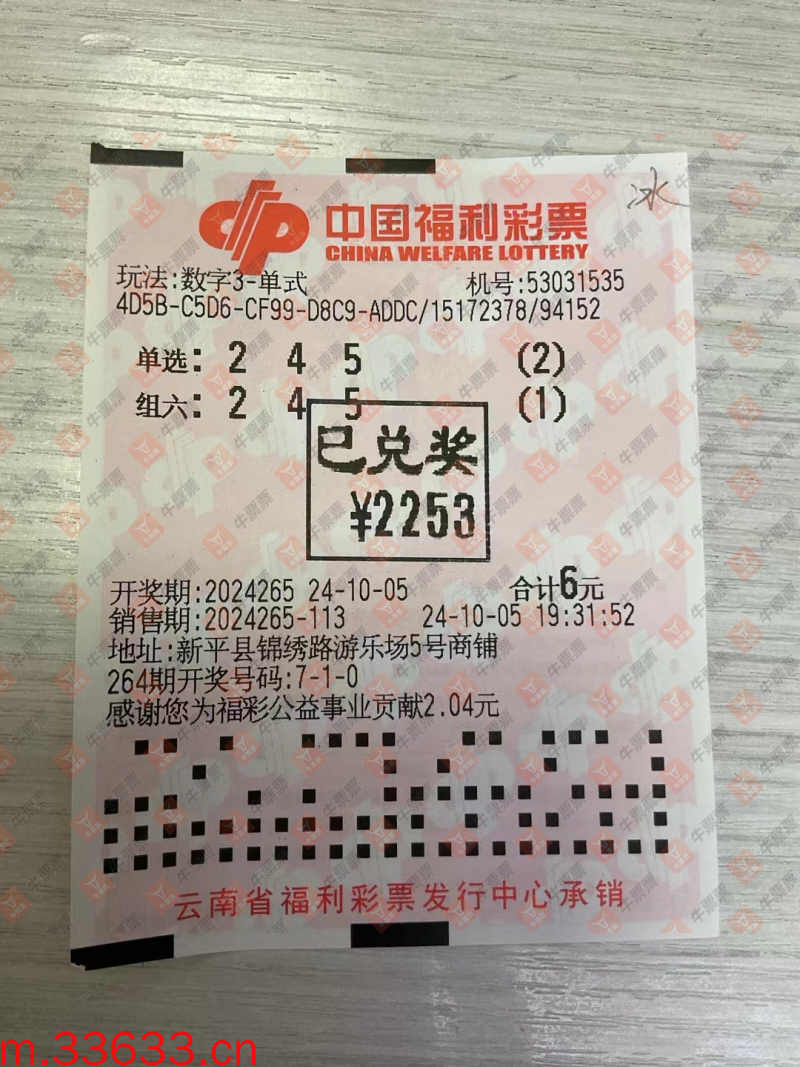 冰
中国福利彩票
CHINA WELFARE LOTTERY
玩法:数字3-单式 机号:53031535
4D5B-C5D6-CF99-D8C9-ADDC/15172378/94152
单选: 2 4 5 (2)
组六: 2 4 5 (1)
已兑奖
¥2253
开奖期:2024265 24-10-05 合计6元
销售期:2024265-113 24-10-05 19:31:52
地址:新平县锦绣路游乐场5号商铺
264期开奖号码:7-1-0
感谢您为福彩公益事业贡献2.04元
云南省福利彩票发行中心承销
m.33633.cn
牛票票